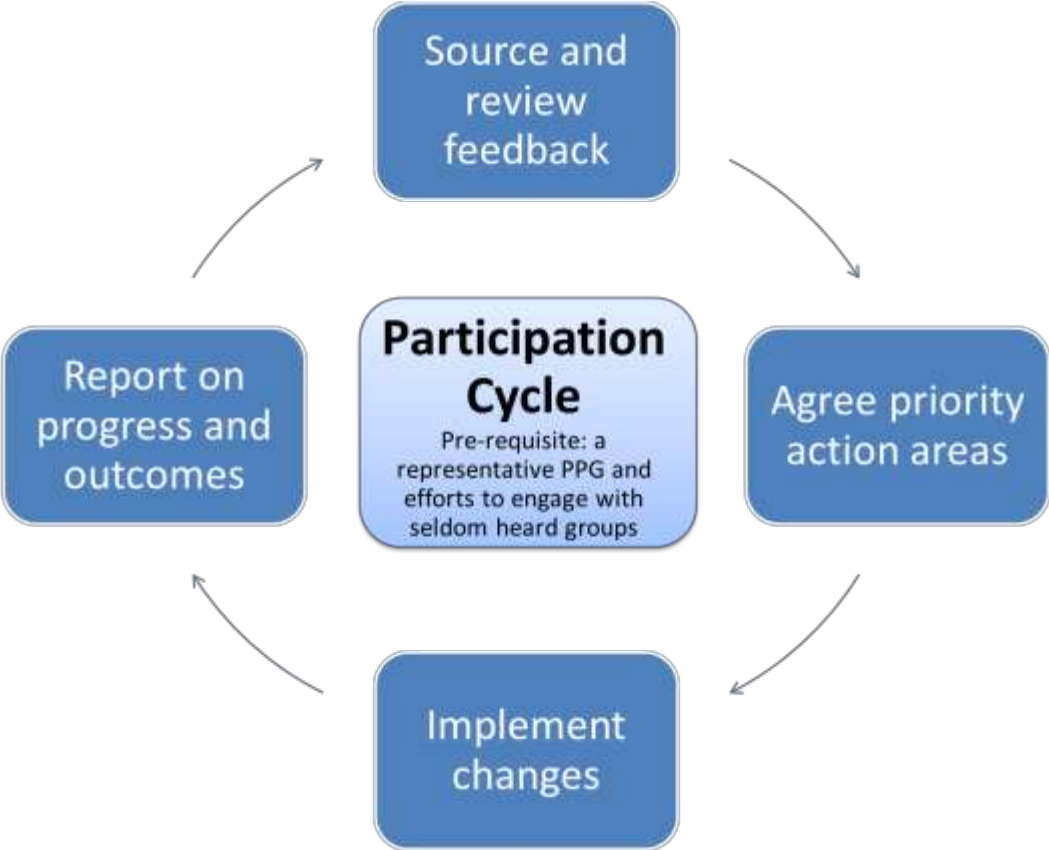 Source and
review
feedback
Participation
Cycle
Pre-requisite: a
representative PPG and
efforts to engage with
seldom heard groups
Report on
progress and
outcomes
Agree priority
action areas
Implement
changes